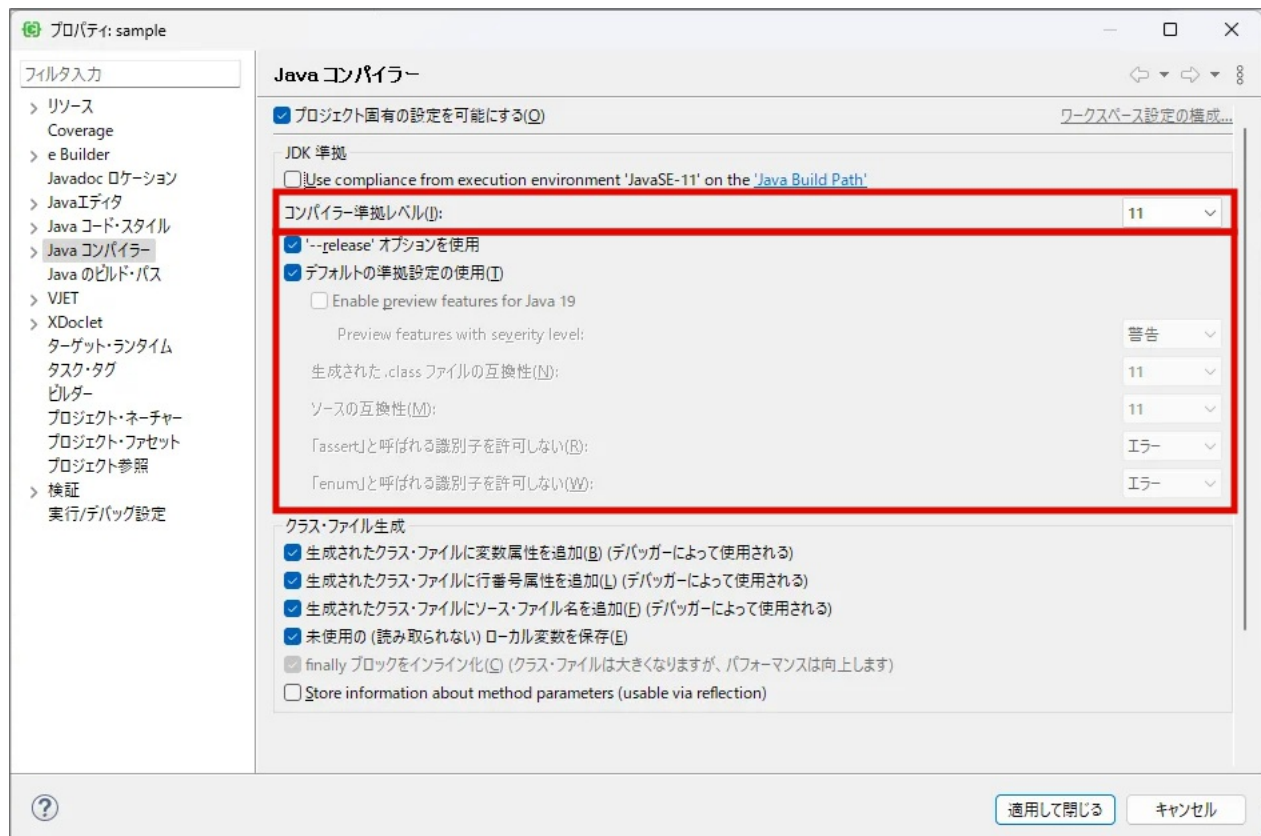 プロパティ: sample
フィルタ入力
Java コンパイラー
リソース
Coverage
e Builder
Javadoc ロケーション
Javaエディタ
Java コード・スタイル
Java コンパイラー
Java のビルド・パス
VJET
XDoclet
ターゲット・ランタイム
タスク・タグ
ビルダー
プロジェクト・ネーチャー
プロジェクト・ファセット
プロジェクト参照
検証
実行/デバッグ設定
プロジェクト固有の設定を可能にする(O)
ワークスペース設定の構成...
JDK 準拠
Use compliance from execution environment 'JavaSE-11' on the 'Java Build Path'
コンパイラー準拠レベル(I): 11
'--release' オプションを使用
デフォルトの準拠設定の使用(T)
Enable preview features for Java 19
Preview features with severity level: 警告
生成された .class ファイルの互換性(N): 11
ソースの互換性(M): 11
「assert」と呼ばれる識別子を許可しない(R): エラー
「enum」と呼ばれる識別子を許可しない(W): エラー
クラス・ファイル生成
生成されたクラス・ファイルに変数属性を追加(B) (デバッガーによって使用される)
生成されたクラス・ファイルに行番号属性を追加(L) (デバッガーによって使用される)
生成されたクラス・ファイルにソース・ファイル名を追加(F) (デバッガーによって使用される)
未使用の (読み取られない) ローカル変数を保存(E)
finally ブロックをインライン化(C) (クラス・ファイルは大きくなりますが、パフォーマンスは向上します)
Store information about method parameters (usable via reflection)
適用して閉じる
キャンセル